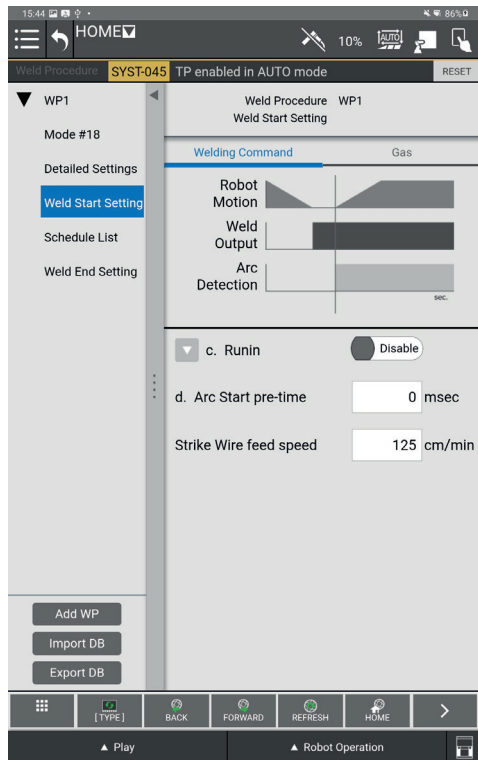 15:44 86%
HOME
10% AUTO
Weld Procedure SYST-045 TP enabled in AUTO mode RESET
WP1
Mode #18
Detailed Settings
Weld Start Setting
Schedule List
Weld End Setting
Add WP
Import DB
Export DB
Weld Procedure WP1
Weld Start Setting
Welding Command Gas
Robot
Motion
Weld
Output
Arc
Detection
sec.
c. Runin Disable
d. Arc Start pre-time 0 msec
Strike Wire feed speed 125 cm/min
[TYPE] BACK FORWARD REFRESH HOME
Play Robot Operation